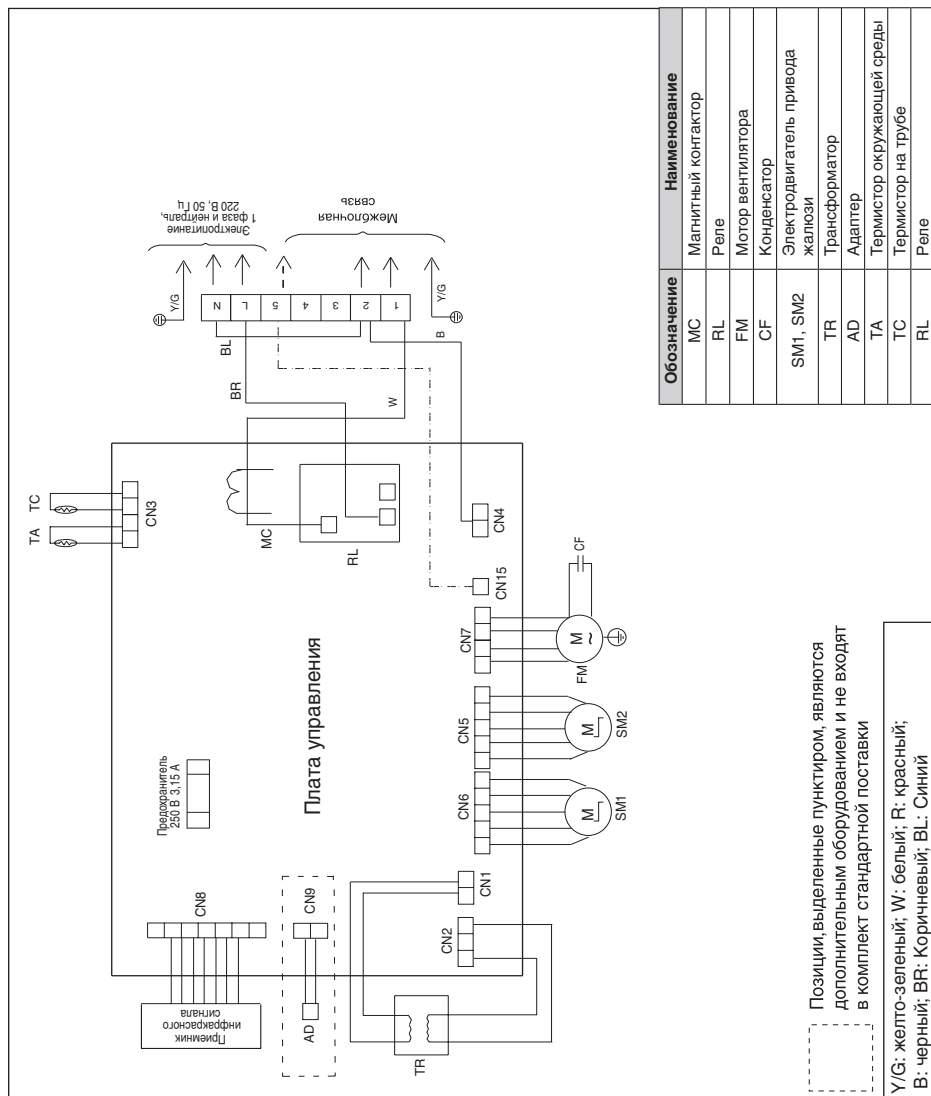 Электропитание
1 фаза и нейтраль,
220 В, 50 Гц
Межблочная
связь
Y/G
N
L
5
4
3
2
1
Y/G
BL
BR
W
B
TA
TC
CN3
MC
RL
CN4
CN15
CN7
CF
M
~
FM
CN5
M
SM2
CN6
M
SM1
CN1
CN2
TR
Плата управления
Предохранитель
250 В 3,15 А
CN8
Приемник
инфракрасного
сигнала
CN9
AD
Обозначение Наименование
MC Магнитный контактор
RL Реле
FM Мотор вентилятора
CF Конденсатор
SM1, SM2 Электродвигатель привода
жалюзи
TR Трансформатор
AD Адаптер
TA Термистор окружающей среды
TC Термистор на трубе
RL Реле
Позиции,выделенные пунктиром, являются
дополнительным оборудованием и не входят
в комплект стандартной поставки
Y/G: желто-зеленый; W: белый; R: красный;
B: черный; BR: Коричневый; BL: Синий